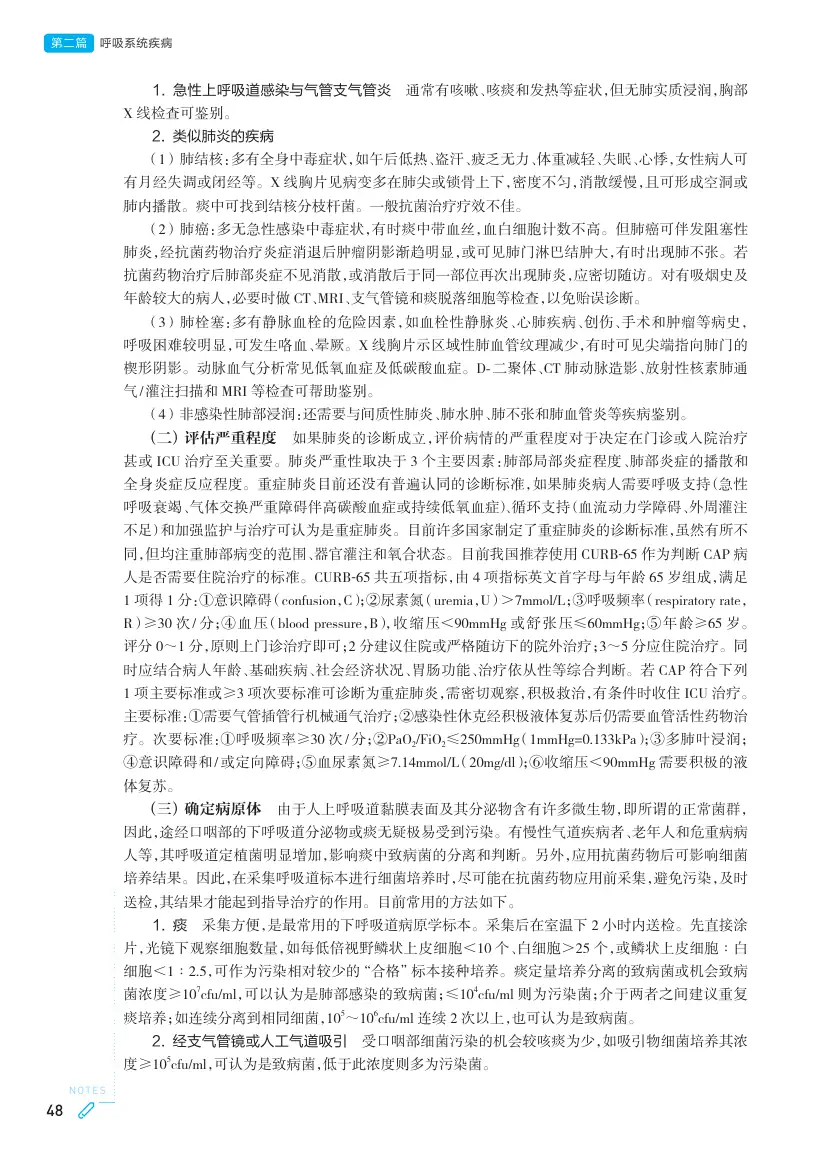 第二篇 呼吸系统疾病
1. 急性上呼吸道感染与气管支气管炎 通常有咳嗽、咳痰和发热等症状,但无肺实质浸润,胸部
X 线检查可鉴别。
2. 类似肺炎的疾病
(1)肺结核:多有全身中毒症状,如午后低热、盗汗、疲乏无力、体重减轻、失眠、心悸,女性病人可
有月经失调或闭经等。X 线胸片见病变多在肺尖或锁骨上下,密度不匀,消散缓慢,且可形成空洞或
肺内播散。痰中可找到结核分枝杆菌。一般抗菌治疗疗效不佳。
(2)肺癌:多无急性感染中毒症状,有时痰中带血丝,血白细胞计数不高。但肺癌可伴发阻塞性
肺炎,经抗菌药物治疗炎症消退后肿瘤阴影渐趋明显,或可见肺门淋巴结肿大,有时出现肺不张。若
抗菌药物治疗后肺部炎症不见消散,或消散后于同一部位再次出现肺炎,应密切随访。对有吸烟史及
年龄较大的病人,必要时做 CT、MRI、支气管镜和痰脱落细胞等检查,以免贻误诊断。
(3)肺栓塞:多有静脉血栓的危险因素,如血栓性静脉炎、心肺疾病、创伤、手术和肿瘤等病史,
呼吸困难较明显,可发生咯血、晕厥。X 线胸片示区域性肺血管纹理减少,有时可见尖端指向肺门的
楔形阴影。动脉血气分析常见低氧血症及低碳酸血症。D-二聚体、CT 肺动脉造影、放射性核素肺通
气/灌注扫描和 MRI 等检查可帮助鉴别。
(4)非感染性肺部浸润:还需要与间质性肺炎、肺水肿、肺不张和肺血管炎等疾病鉴别。
(二)评估严重程度 如果肺炎的诊断成立,评价病情的严重程度对于决定在门诊或入院治疗
甚或 ICU 治疗至关重要。肺炎严重性取决于 3 个主要因素:肺部局部炎症程度、肺部炎症的播散和
全身炎症反应程度。重症肺炎目前还没有普遍认同的诊断标准,如果肺炎病人需要呼吸支持(急性
呼吸衰竭、气体交换严重障碍伴高碳酸血症或持续低氧血症)、循环支持(血流动力学障碍、外周灌注
不足)和加强监护与治疗可认为是重症肺炎。目前许多国家制定了重症肺炎的诊断标准,虽然有所不
同,但均注重肺部病变的范围、器官灌注和氧合状态。目前我国推荐使用 CURB-65 作为判断 CAP 病
人是否需要住院治疗的标准。CURB-65 共五项指标,由 4 项指标英文首字母与年龄 65 岁组成,满足
1 项得 1 分:①意识障碍(confusion,C);②尿素氮(uremia,U)>7mmol/L;③呼吸频率(respiratory rate,
R)≥30 次/分;④血压(blood pressure,B),收缩压<90mmHg 或舒张压≤60mmHg;⑤年龄≥65 岁。
评分 0~1 分,原则上门诊治疗即可;2 分建议住院或严格随访下的院外治疗;3~5 分应住院治疗。同
时应结合病人年龄、基础疾病、社会经济状况、胃肠功能、治疗依从性等综合判断。若 CAP 符合下列
1 项主要标准或≥3 项次要标准可诊断为重症肺炎,需密切观察,积极救治,有条件时收住 ICU 治疗。
主要标准:①需要气管插管行机械通气治疗;②感染性休克经积极液体复苏后仍需要血管活性药物治
疗。次要标准:①呼吸频率≥30 次/分;②PaO₂/FiO₂≤250mmHg(1mmHg=0.133kPa);③多肺叶浸润;
④意识障碍和/或定向障碍;⑤血尿素氮≥7.14mmol/L(20mg/dl);⑥收缩压<90mmHg 需要积极的液
体复苏。
(三)确定病原体 由于人上呼吸道黏膜表面及其分泌物含有许多微生物,即所谓的正常菌群,
因此,途经口咽部的下呼吸道分泌物或痰无疑极易受到污染。有慢性气道疾病者、老年人和危重病病
人等,其呼吸道定植菌明显增加,影响痰中致病菌的分离和判断。另外,应用抗菌药物后可影响细菌
培养结果。因此,在采集呼吸道标本进行细菌培养时,尽可能在抗菌药物应用前采集,避免污染,及时
送检,其结果才能起到指导治疗的作用。目前常用的方法如下。
1. 痰 采集方便,是最常用的下呼吸道病原学标本。采集后在室温下 2 小时内送检。先直接涂
片,光镜下观察细胞数量,如每低倍视野鳞状上皮细胞<10 个、白细胞>25 个,或鳞状上皮细胞∶白
细胞<1∶2.5,可作为污染相对较少的“合格”标本接种培养。痰定量培养分离的致病菌或机会致病
菌浓度≥10⁷cfu/ml,可以认为是肺部感染的致病菌;≤10⁴cfu/ml 则为污染菌;介于两者之间建议重复
痰培养;如连续分离到相同细菌,10⁵~10⁶cfu/ml 连续 2 次以上,也可认为是致病菌。
2. 经支气管镜或人工气道吸引 受口咽部细菌污染的机会较咳痰为少,如吸引物细菌培养其浓
度≥10⁵cfu/ml,可认为是致病菌,低于此浓度则多为污染菌。
NOTES
48